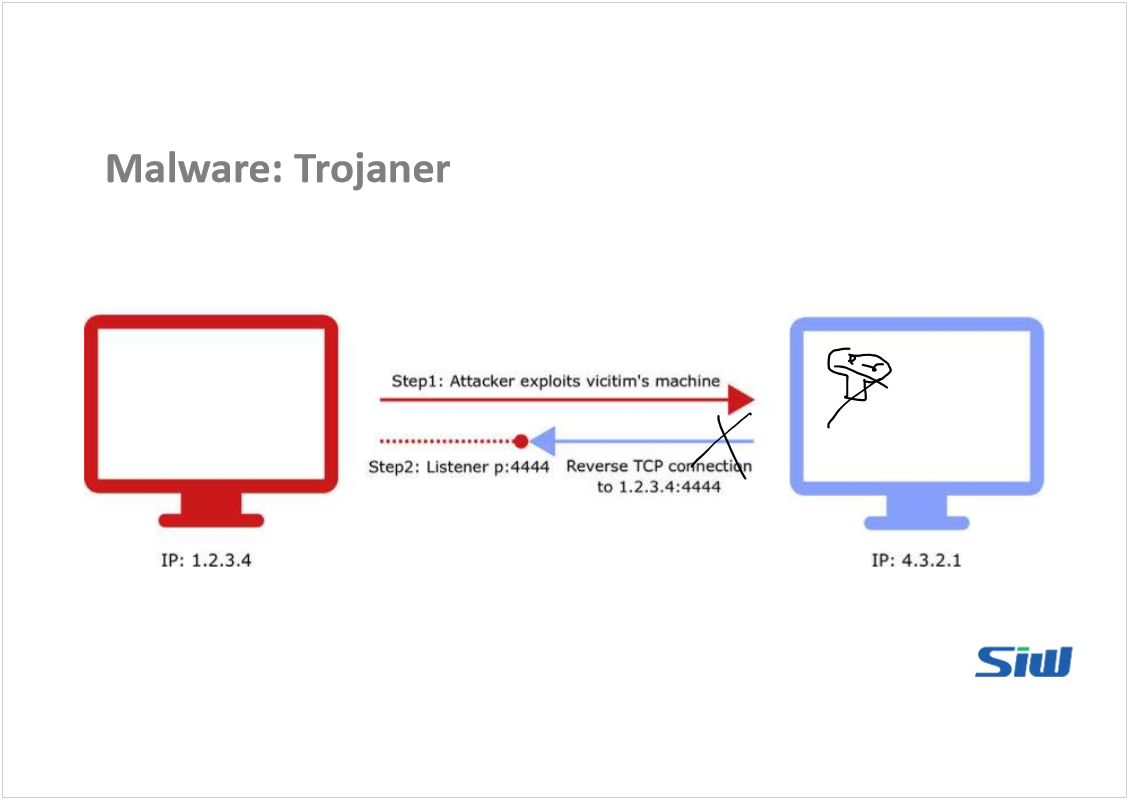 Malware: Trojaner
Step1: Attacker exploits vicitim's machine
Step2: Listener p:4444
Reverse TCP connection
to 1.2.3.4:4444
IP: 1.2.3.4
IP: 4.3.2.1
SiW